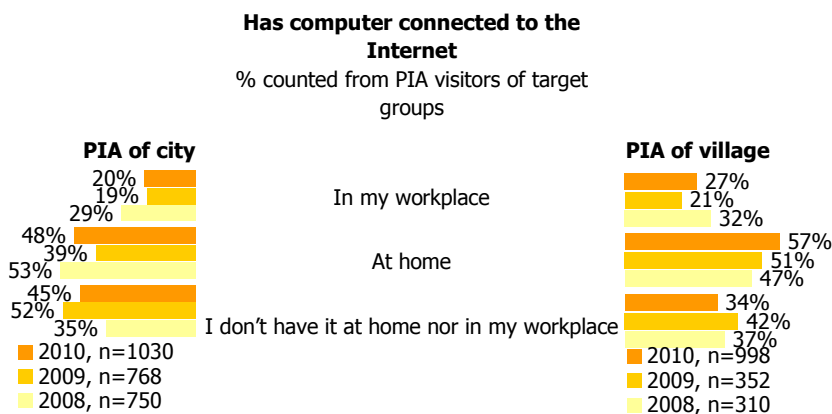 Has computer connected to the
Internet
% counted from PIA visitors of target
groups
PIA of city
20%
19%
29%
48%
39%
53%
45%
52%
35%
2010, n=1030
2009, n=768
2008, n=750
In my workplace
At home
I don't have it at home nor in my workplace
PIA of village
27%
21%
32%
57%
51%
47%
34%
42%
37%
2010, n=998
2009, n=352
2008, n=310